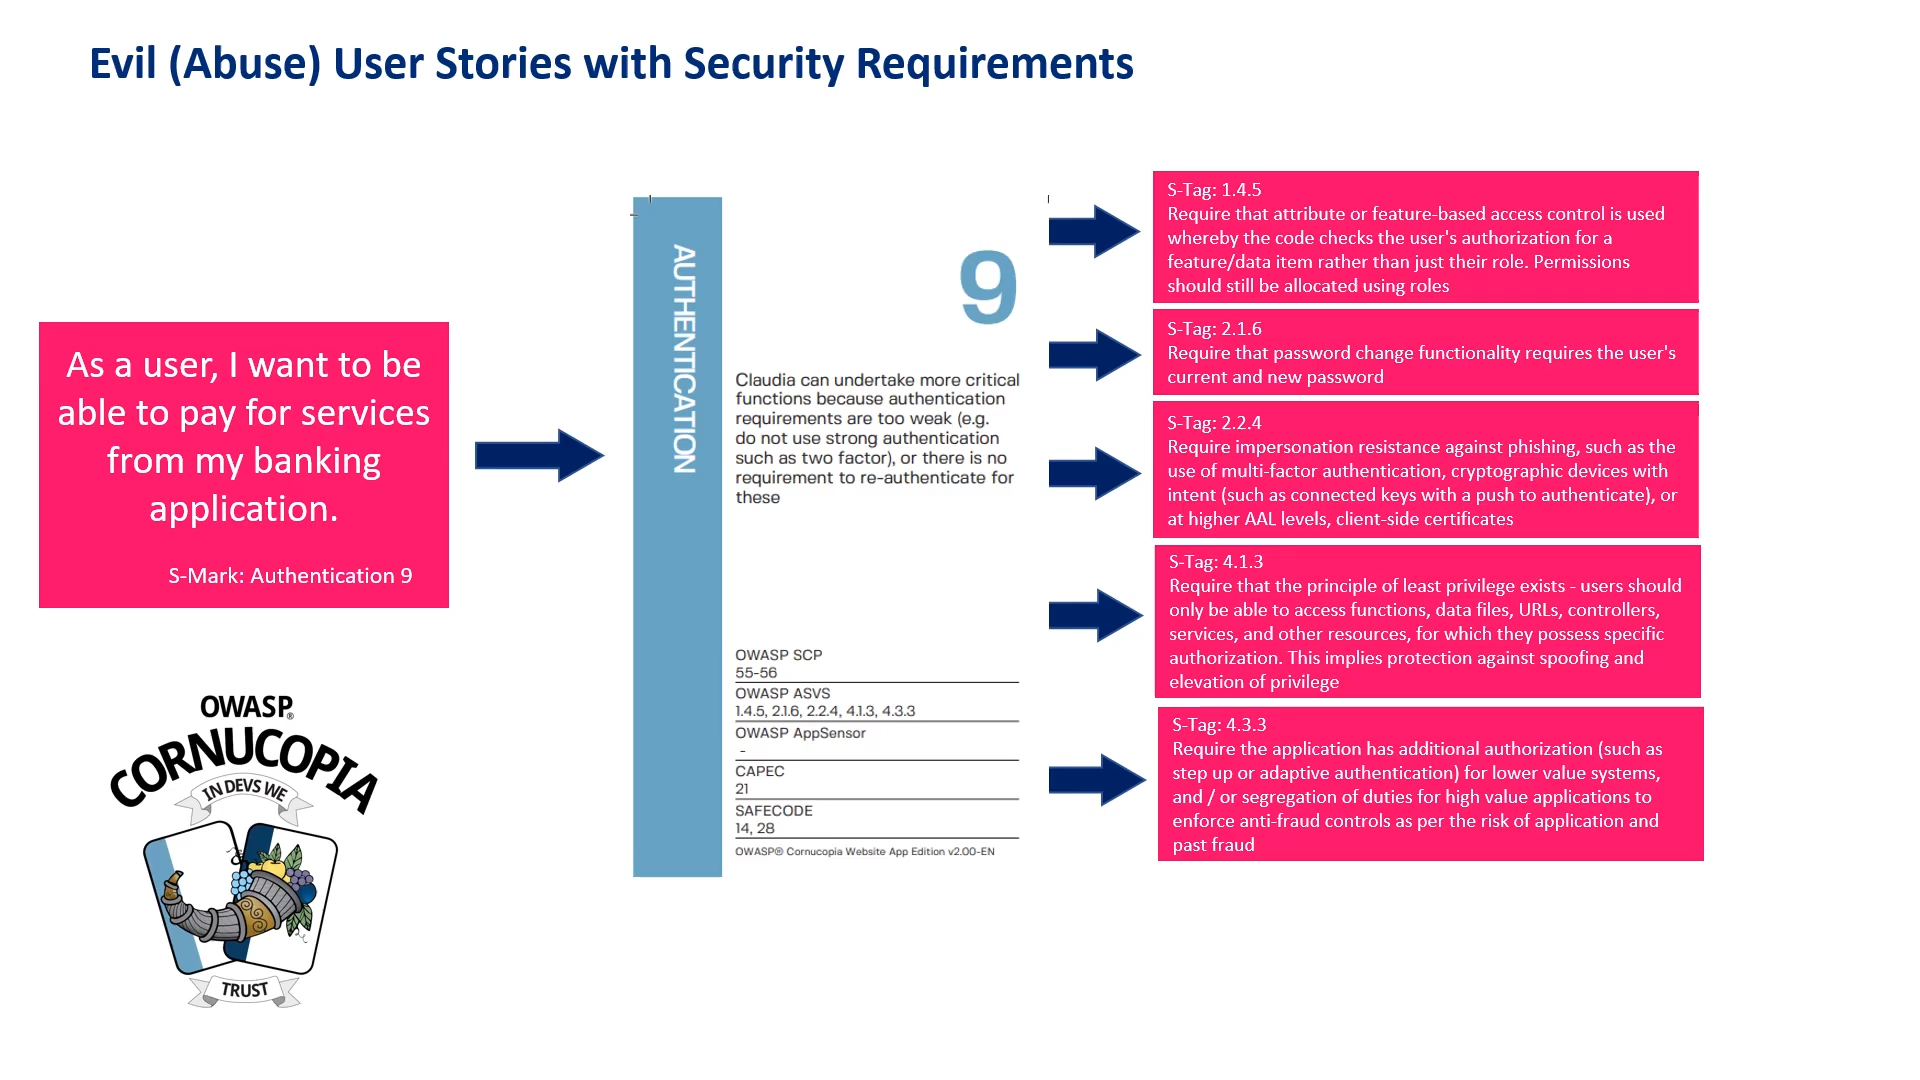 Evil (Abuse) User Stories with Security Requirements
As a user, I want to be
able to pay for services
from my banking
application.
S-Mark: Authentication 9
OWASP®
CORNUCOPIA
IN DEVS WE
TRUST
AUTHENTICATION
9
Claudia can undertake more critical
functions because authentication
requirements are too weak (e.g.
do not use strong authentication
such as two factor), or there is no
requirement to re-authenticate for
these
OWASP SCP
55-56
OWASP ASVS
1.4.5, 2.1.6, 2.2.4, 4.1.3, 4.3.3
OWASP AppSensor
-
CAPEC
21
SAFECODE
14, 28
OWASP® Cornucopia Website App Edition v2.00-EN
S-Tag: 1.4.5
Require that attribute or feature-based access control is used
whereby the code checks the user's authorization for a
feature/data item rather than just their role. Permissions
should still be allocated using roles
S-Tag: 2.1.6
Require that password change functionality requires the user's
current and new password
S-Tag: 2.2.4
Require impersonation resistance against phishing, such as the
use of multi-factor authentication, cryptographic devices with
intent (such as connected keys with a push to authenticate), or
at higher AAL levels, client-side certificates
S-Tag: 4.1.3
Require that the principle of least privilege exists - users should
only be able to access functions, data files, URLs, controllers,
services, and other resources, for which they possess specific
authorization. This implies protection against spoofing and
elevation of privilege
S-Tag: 4.3.3
Require the application has additional authorization (such as
step up or adaptive authentication) for lower value systems,
and / or segregation of duties for high value applications to
enforce anti-fraud controls as per the risk of application and
past fraud